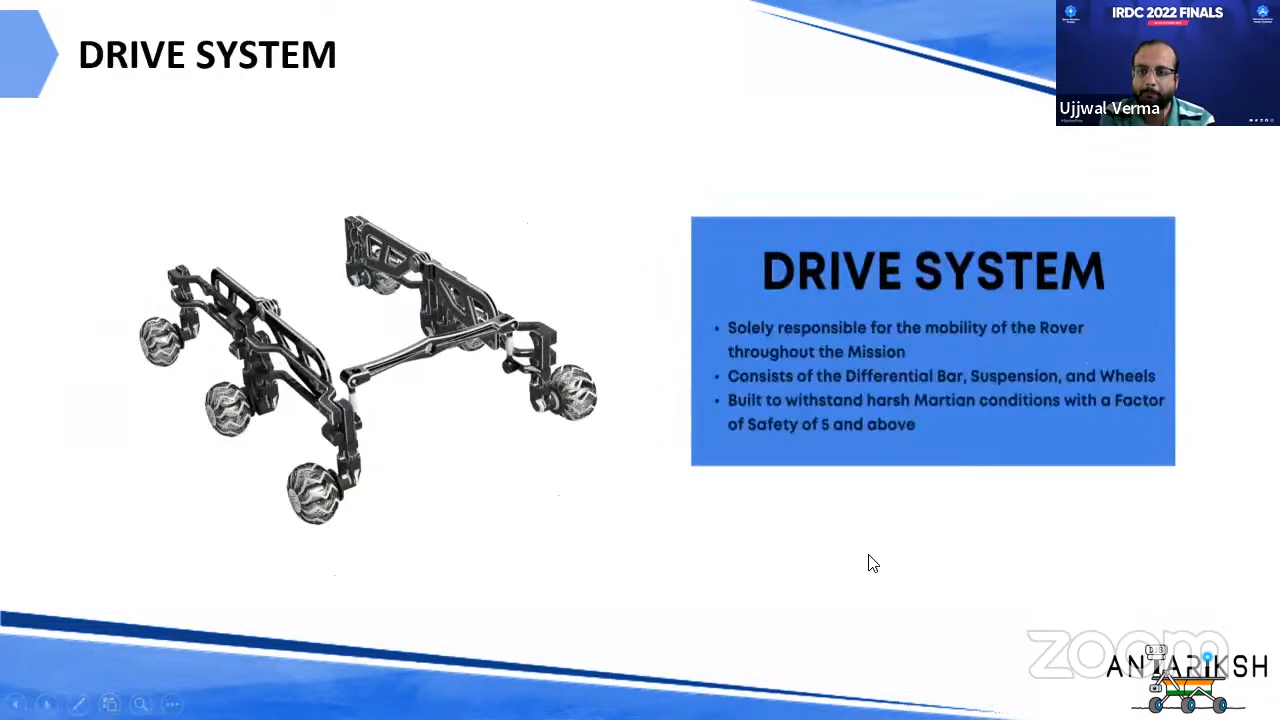 DRIVE SYSTEM
IRDC 2022 FINALS
Ujjwal Verma
DRIVE SYSTEM
• Solely responsible for the mobility of the Rover
throughout the Mission
• Consists of the Differential Bar, Suspension, and Wheels
• Built to withstand harsh Martian conditions with a Factor
of Safety of 5 and above
zoom
ANTARIKSH